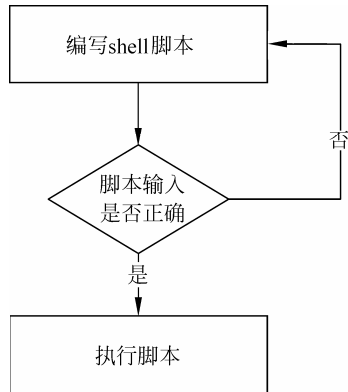 编写shell脚本
脚本输入
是否正确
否
是
执行脚本